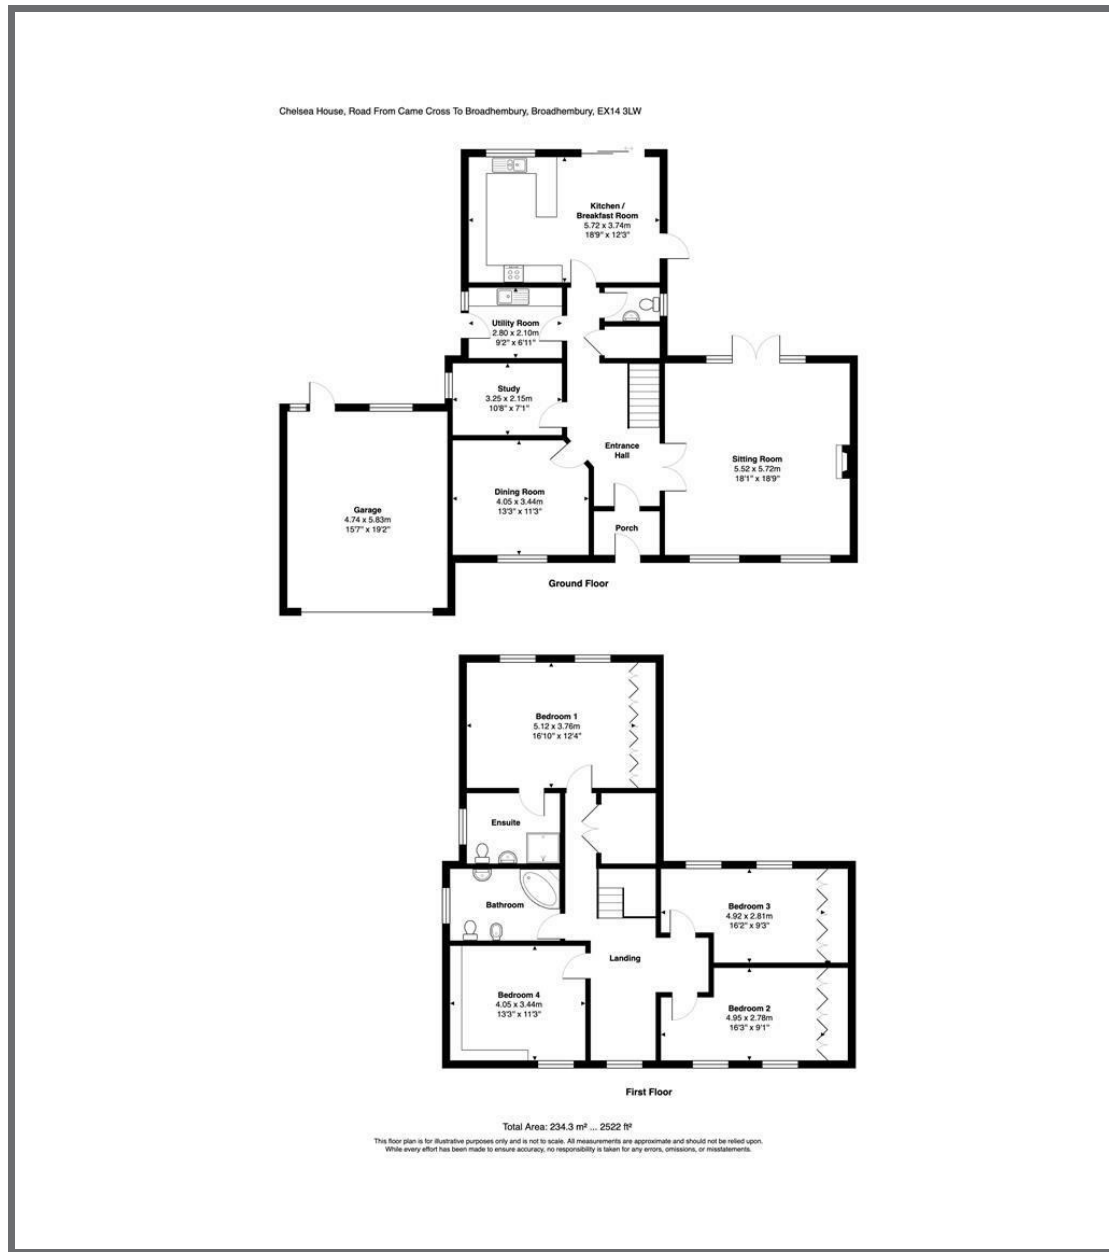 Chelsea House, Road From Came Cross To Broadhembury, Broadhembury, EX14 3LW
Kitchen /
Breakfast Room
5.72 x 3.74m
18'9" x 12'3"
Utility Room
2.80 x 2.10m
9'2" x 6'11"
Study
3.25 x 2.15m
10'8" x 7'1"
Entrance
Hall
Sitting Room
5.52 x 5.72m
18'1" x 18'9"
Dining Room
4.05 x 3.44m
13'3" x 11'3"
Garage
4.74 x 5.83m
15'7" x 19'2"
Porch
Ground Floor
Bedroom 1
5.12 x 3.76m
16'10" x 12'4"
Ensuite
Bathroom
Bedroom 3
4.92 x 2.81m
16'2" x 9'3"
Landing
Bedroom 4
4.05 x 3.44m
13'3" x 11'3"
Bedroom 2
4.95 x 2.78m
16'3" x 9'1"
First Floor
Total Area: 234.3 m² ... 2522 ft²
This floor plan is for illustrative purposes only and is not to scale. All measurements are approximate and should not be relied upon.
While every effort has been made to ensure accuracy, no responsibility is taken for any errors, omissions, or misstatements.